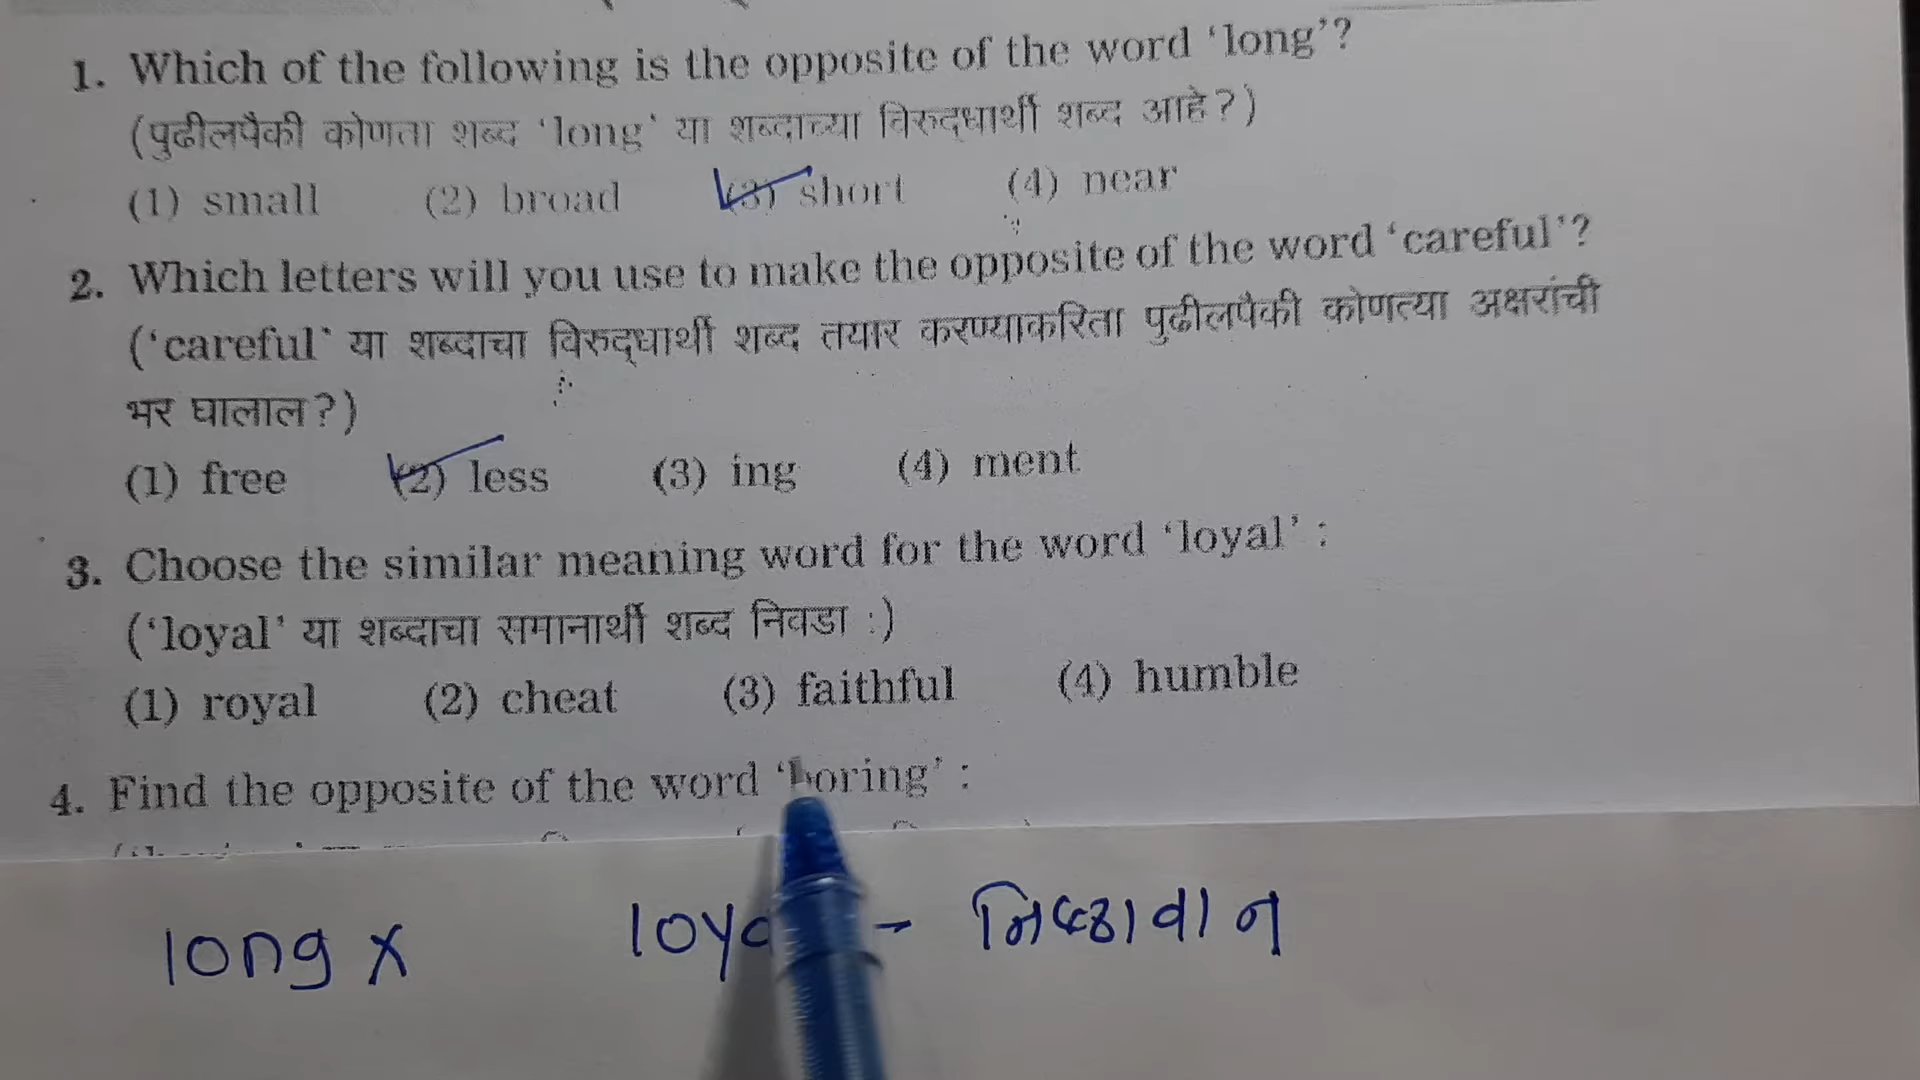 1. Which of the following is the opposite of the word ‘long’?
(पुढीलपैकी कोणता शब्द ‘long’ या शब्दाच्या विरुद्धार्थी शब्द आहे?)
(1) small (2) broad (3) short (4) near
2. Which letters will you use to make the opposite of the word ‘careful’?
(‘careful’ या शब्दाचा विरुद्धार्थी शब्द तयार करण्याकरिता पुढीलपैकी कोणत्या अक्षरांची
भर घालाल?)
(1) free (2) less (3) ing (4) ment
3. Choose the similar meaning word for the word ‘loyal’ :
(‘loyal’ या शब्दाचा समानार्थी शब्द निवडा :)
(1) royal (2) cheat (3) faithful (4) humble
4. Find the opposite of the word ‘boring’ :
long x - निष्ठावान